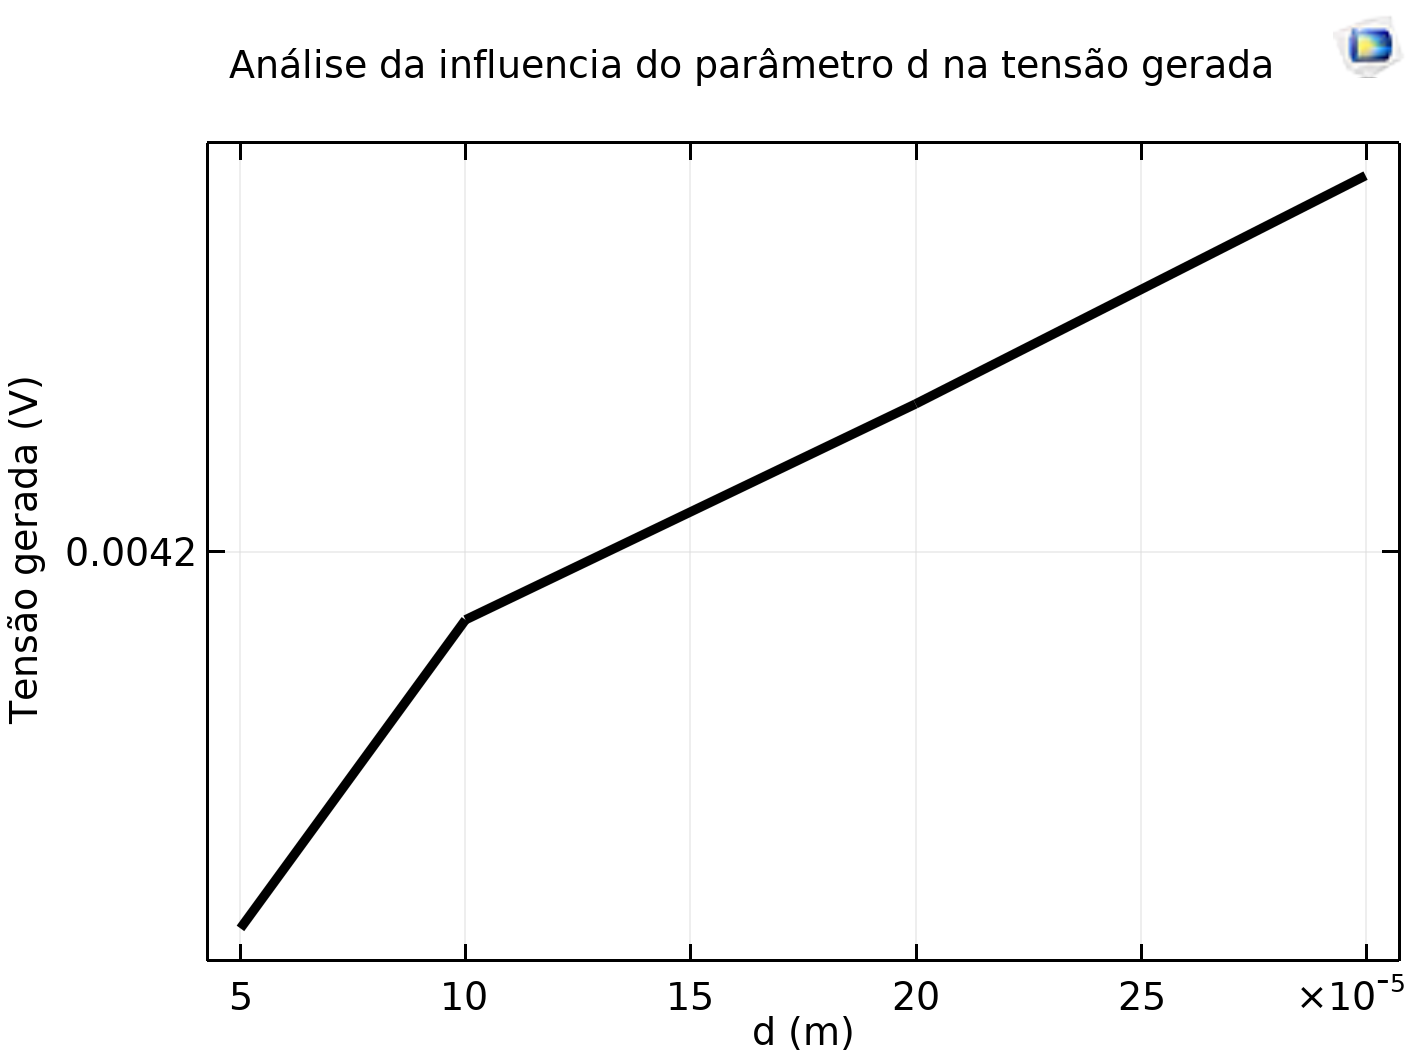 Análise da influencia do parâmetro d na tensão gerada
Tensão gerada (V)
0.0042
5 10 15 20 25 ×10⁻⁵
d (m)